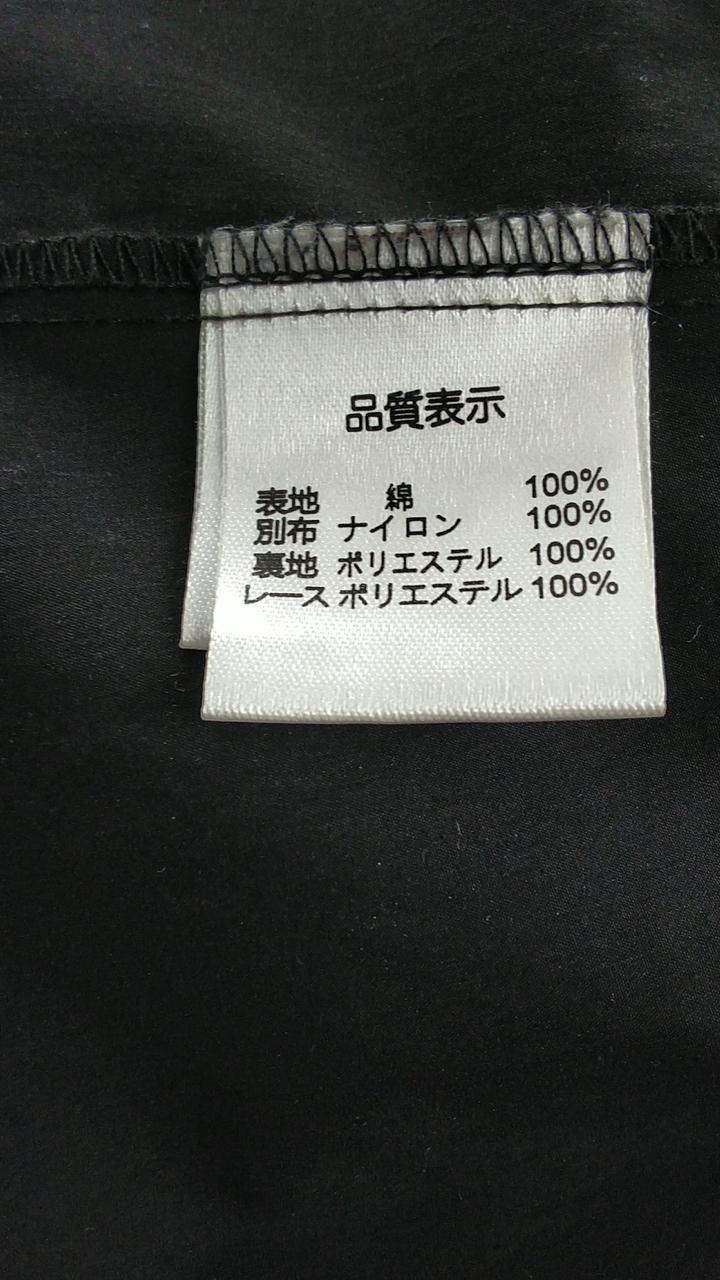 品質表示
表地 綿 100%
別布 ナイロン 100%
裏地 ポリエステル 100%
レース ポリエステル 100%